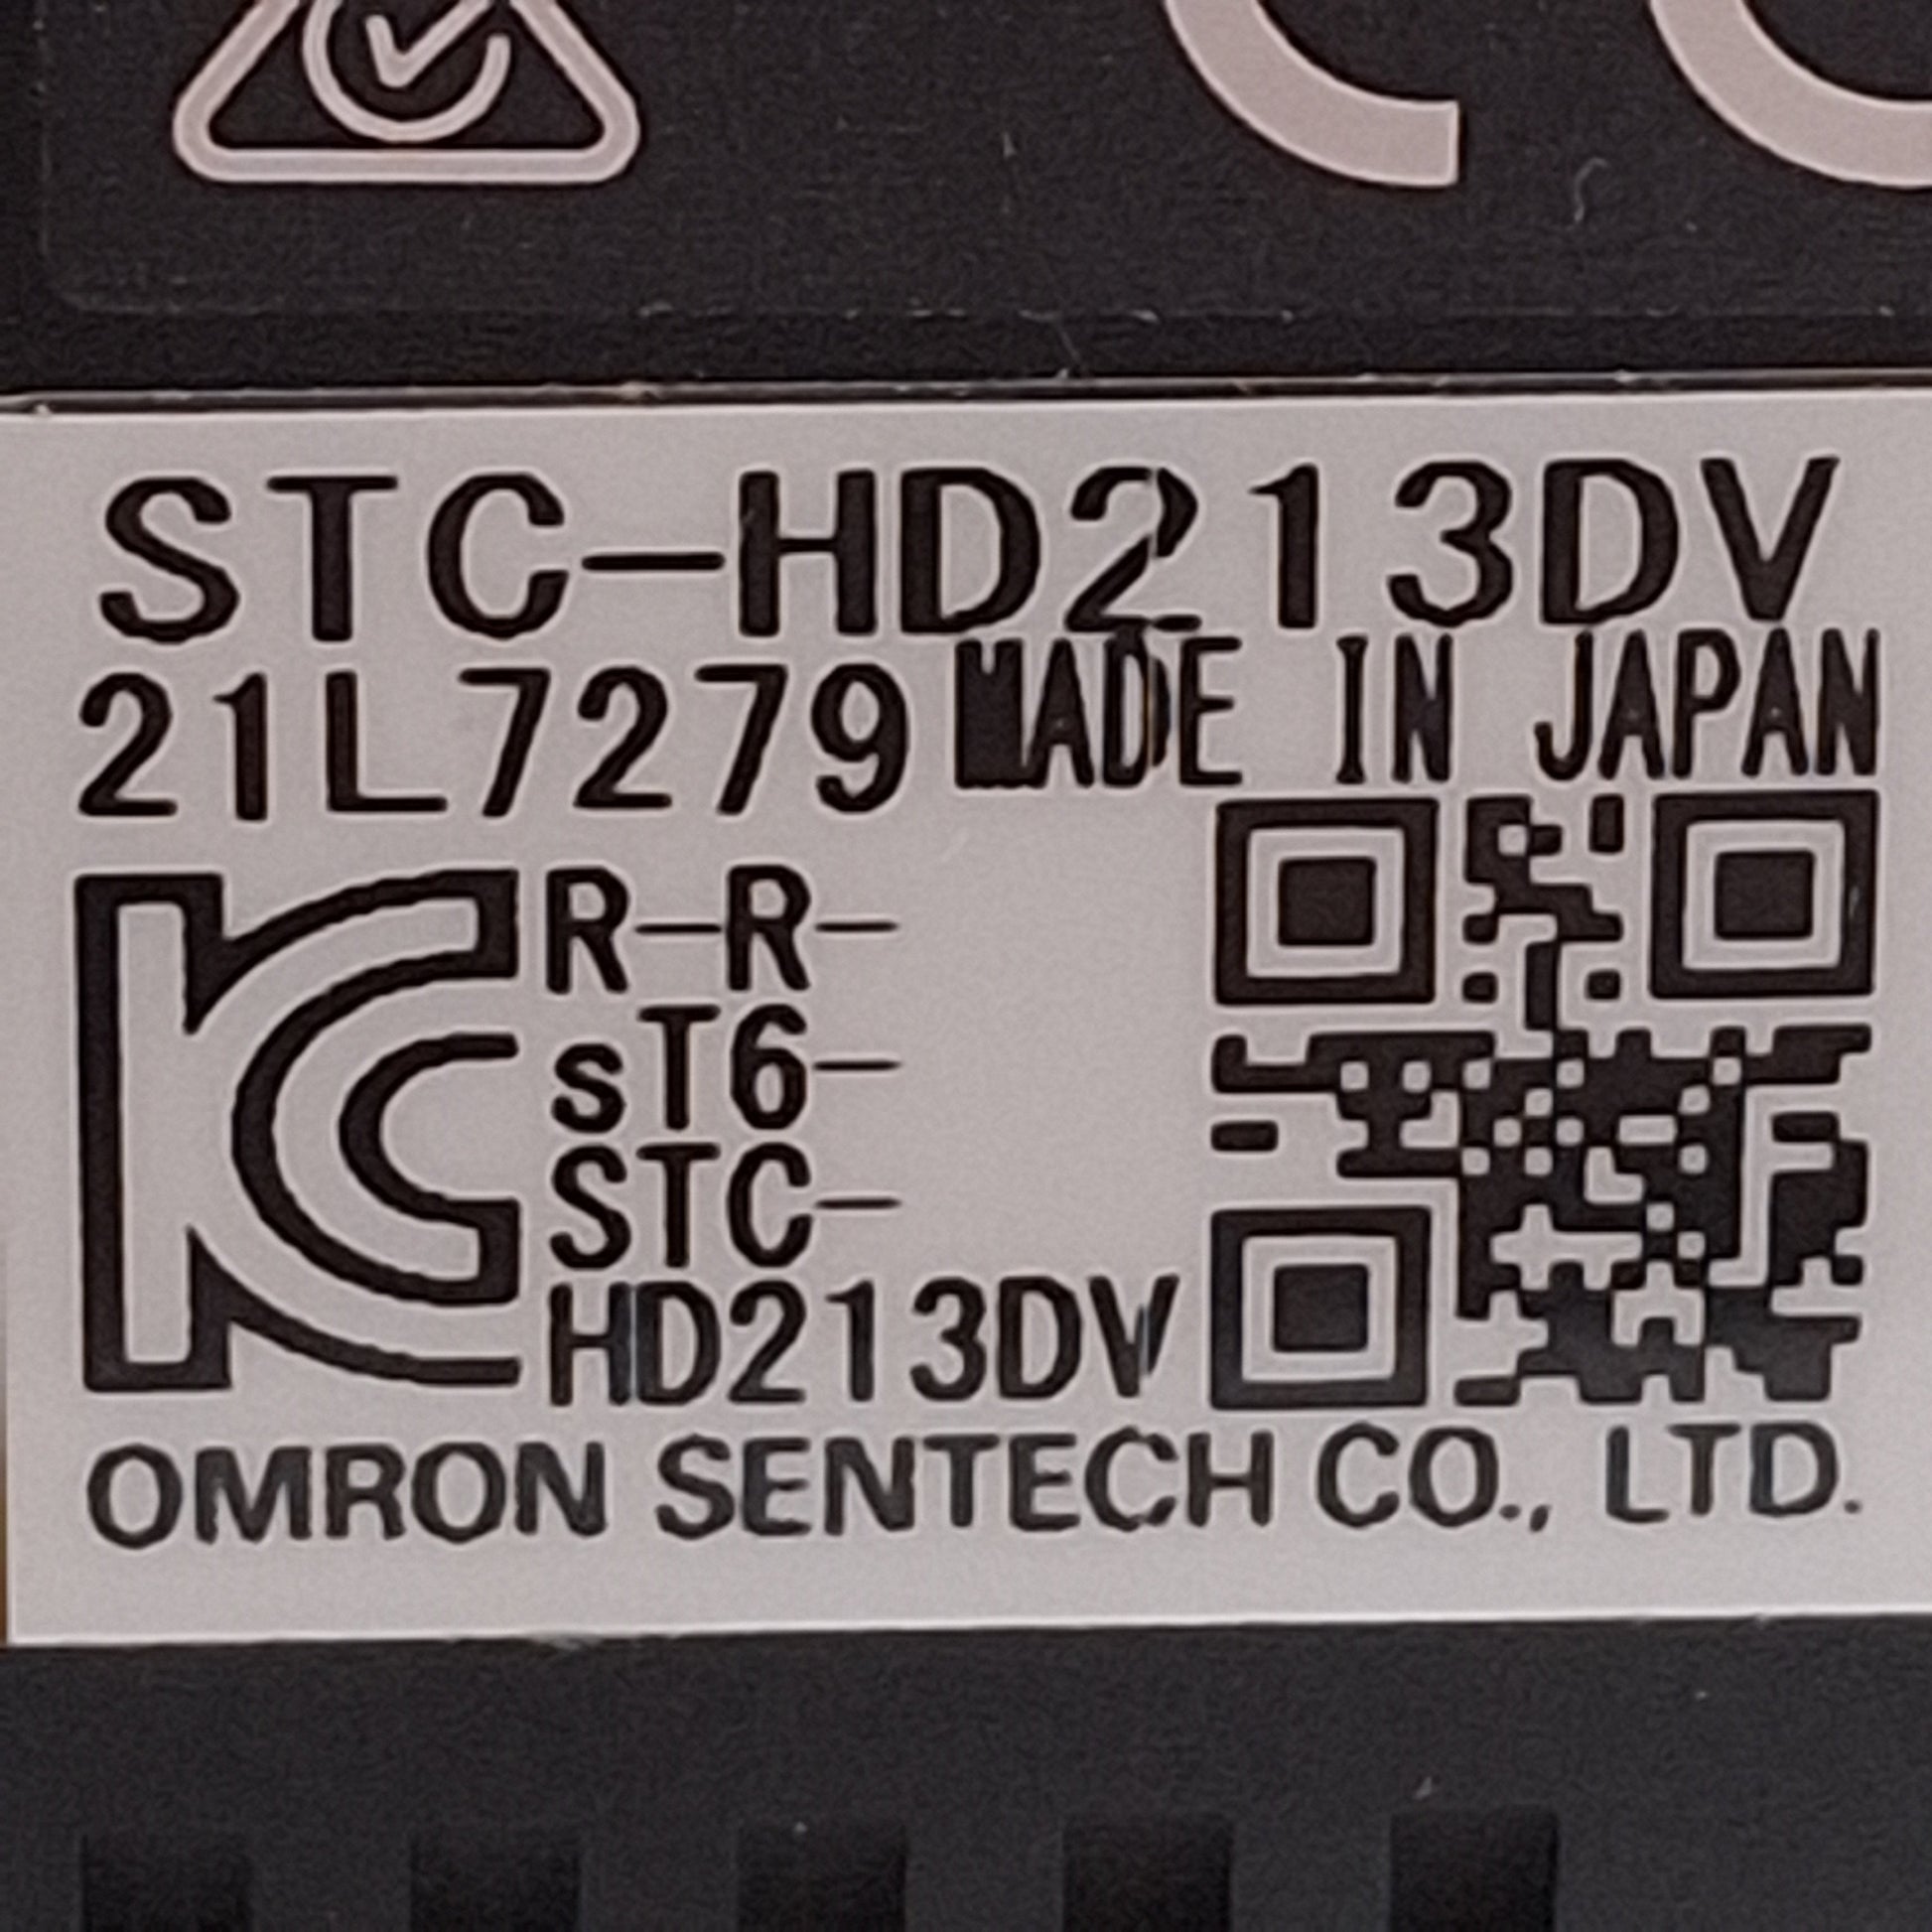 STC-HD213DV
21L7279 MADE IN JAPAN
R-R-
sT6-
STC-
HD213DV
OMRON SENTECH CO., LTD.